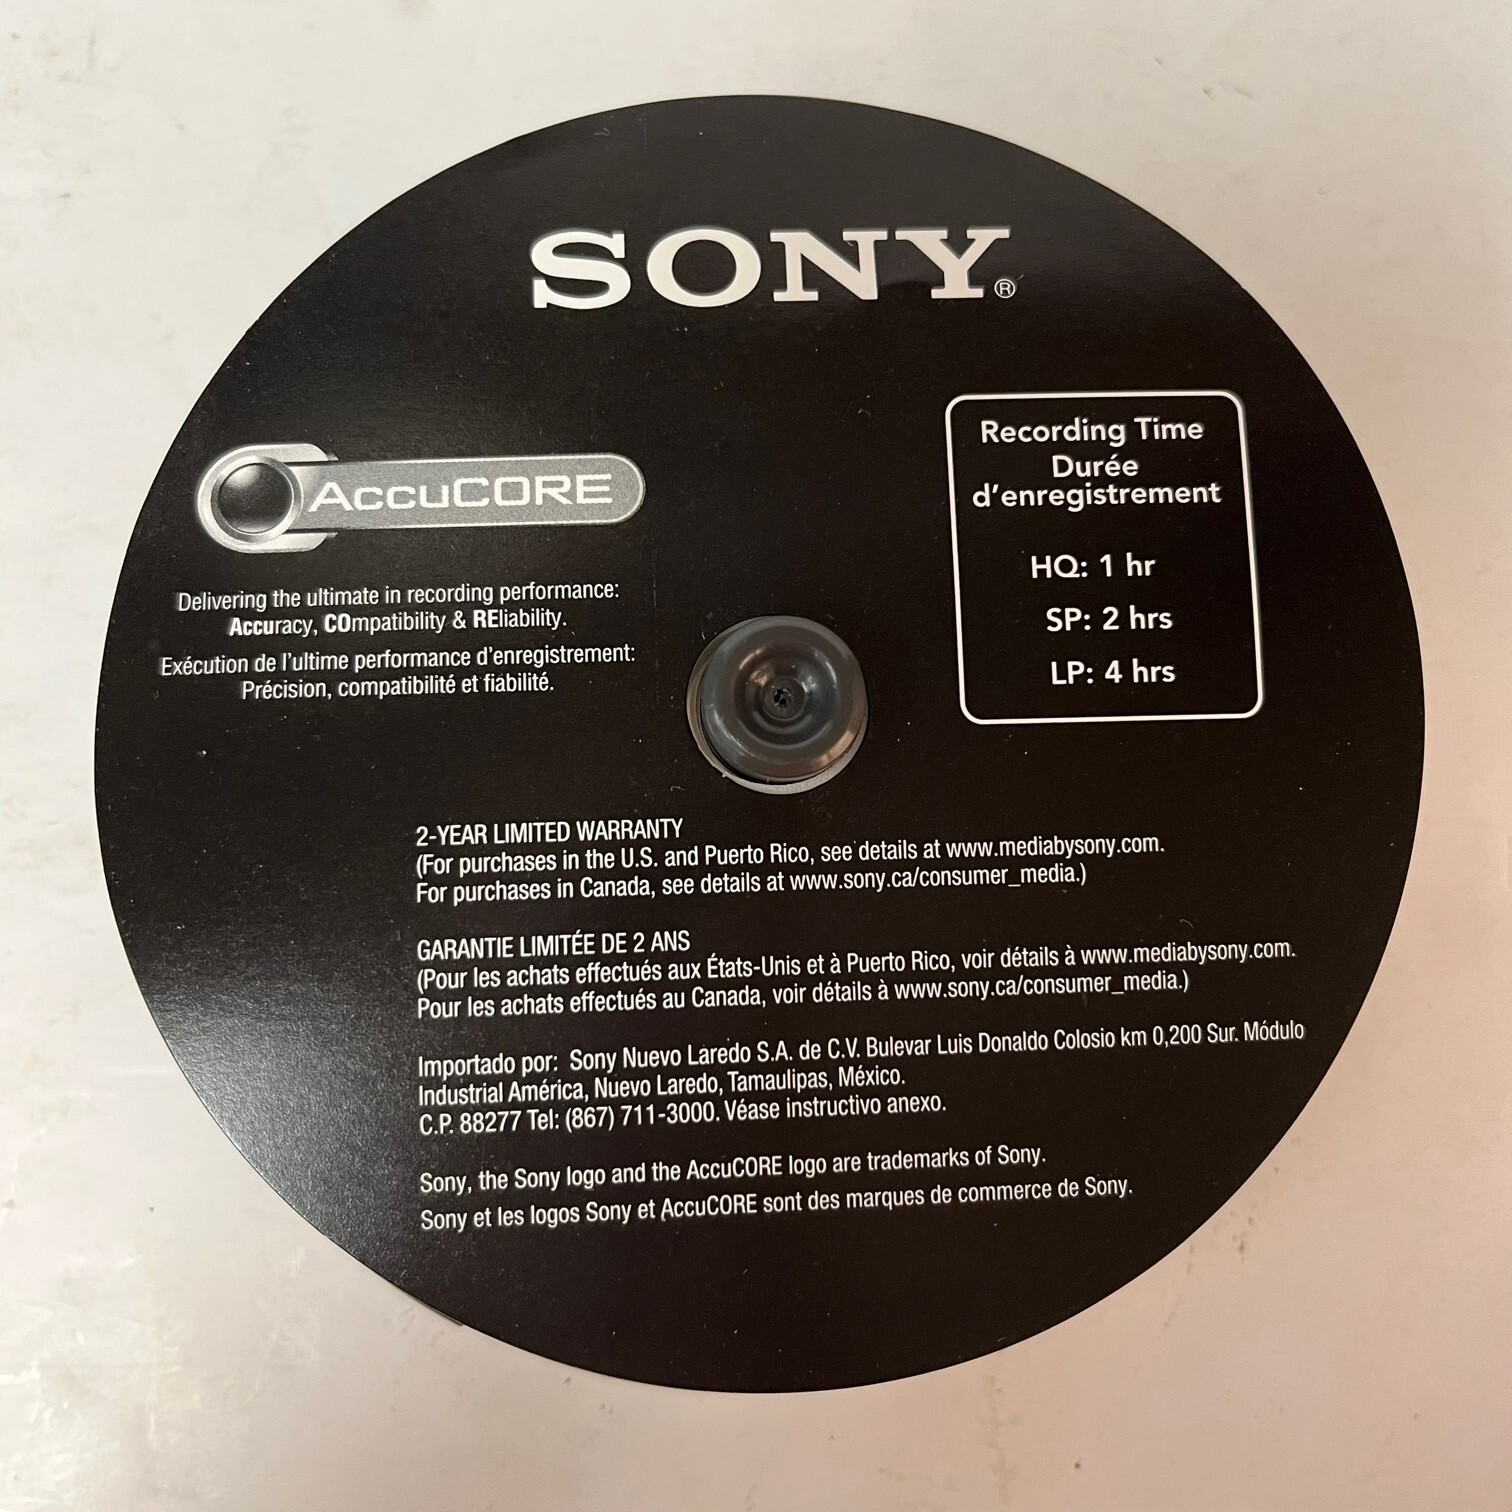 SONY®
AccuCORE
Delivering the ultimate in recording performance:
Accuracy, COmpatibility & REliability.
Exécution de l'ultime performance d'enregistrement:
Précision, compatibilité et fiabilité.
Recording Time
Durée
d'enregistrement
HQ: 1 hr
SP: 2 hrs
LP: 4 hrs
2-YEAR LIMITED WARRANTY
(For purchases in the U.S. and Puerto Rico, see details at www.mediabysony.com.
For purchases in Canada, see details at www.sony.ca/consumer_media.)
GARANTIE LIMITÉE DE 2 ANS
(Pour les achats effectués aux États-Unis et à Puerto Rico, voir détails à www.mediabysony.com.
Pour les achats effectués au Canada, voir détails à www.sony.ca/consumer_media.)
Importado por: Sony Nuevo Laredo S.A. de C.V. Bulevar Luis Donaldo Colosio km 0,200 Sur. Módulo
Industrial América, Nuevo Laredo, Tamaulipas, México.
C.P. 88277 Tel: (867) 711-3000. Véase instructivo anexo.
Sony, the Sony logo and the AccuCORE logo are trademarks of Sony.
Sony et les logos Sony et AccuCORE sont des marques de commerce de Sony.